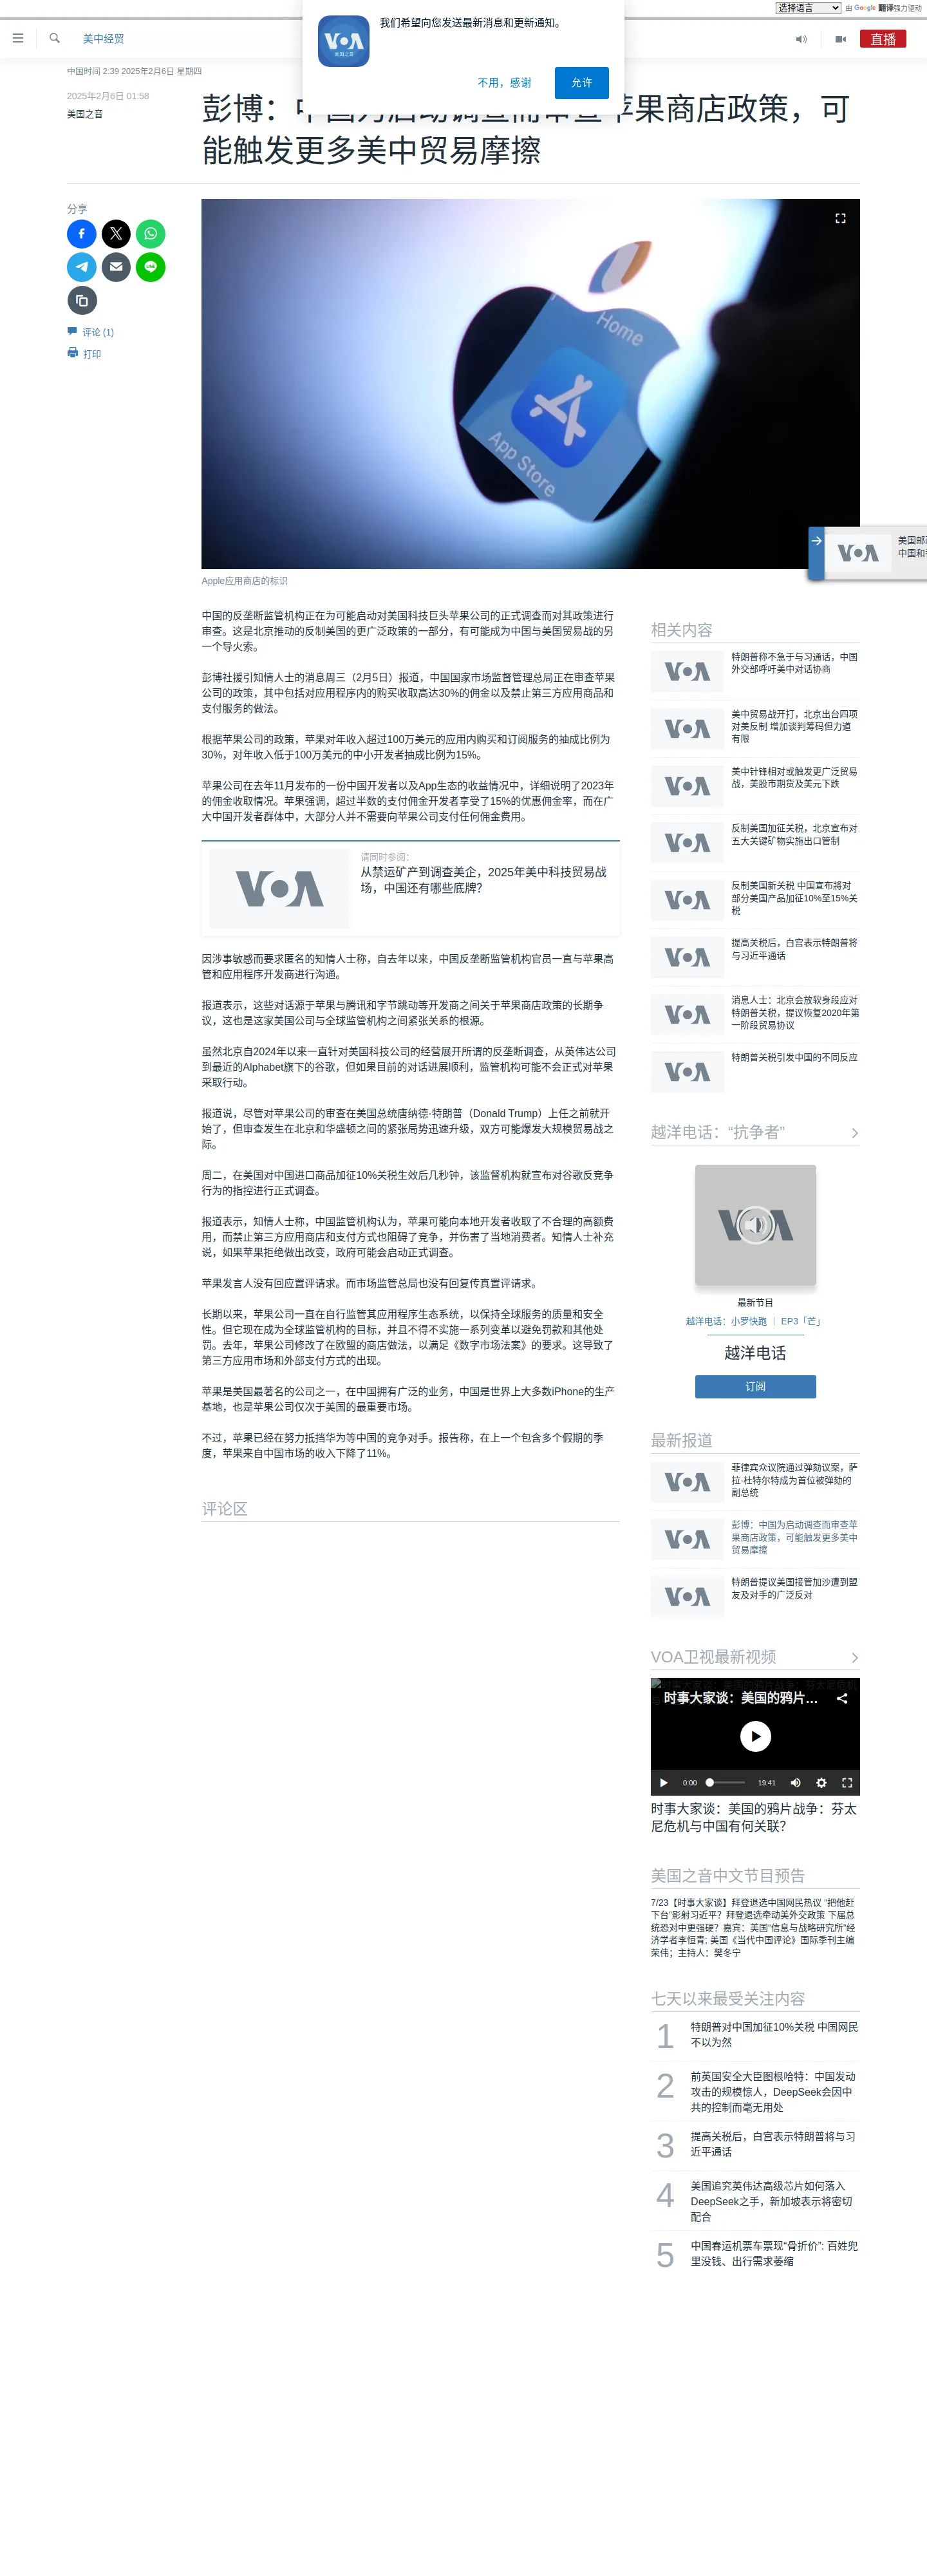 选择语言 由 Google 翻译强力驱动
我们希望向您发送最新消息和更新通知。
VOA
美国之音
不用，感谢
允许
美中经贸
直播
中国时间 2:39 2025年2月6日 星期四
2025年2月6日 01:58
美国之音
彭博：
苹果商店政策，可
能触发更多美中贸易摩擦
分享
评论 (1)
打印
Home
App Store
Apple应用商店的标识
VOA
美国邮
中国和
中国的反垄断监管机构正在为可能启动对美国科技巨头苹果公司的正式调查而对其政策进行
审查。这是北京推动的反制美国的更广泛政策的一部分，有可能成为中国与美国贸易战的另
一个导火索。
彭博社援引知情人士的消息周三（2月5日）报道，中国国家市场监督管理总局正在审查苹果
公司的政策，其中包括对应用程序内的购买收取高达30%的佣金以及禁止第三方应用商品和
支付服务的做法。
根据苹果公司的政策，苹果对年收入超过100万美元的应用内购买和订阅服务的抽成比例为
30%，对年收入低于100万美元的中小开发者抽成比例为15%。
苹果公司在去年11月发布的一份中国开发者以及App生态的收益情况中，详细说明了2023年
的佣金收取情况。苹果强调，超过半数的支付佣金开发者享受了15%的优惠佣金率，而在广
大中国开发者群体中，大部分人并不需要向苹果公司支付任何佣金费用。
VOA
请同时参阅：
从禁运矿产到调查美企，2025年美中科技贸易战
场，中国还有哪些底牌？
因涉事敏感而要求匿名的知情人士称，自去年以来，中国反垄断监管机构官员一直与苹果高
管和应用程序开发商进行沟通。
报道表示，这些对话源于苹果与腾讯和字节跳动等开发商之间关于苹果商店政策的长期争
议，这也是这家美国公司与全球监管机构之间紧张关系的根源。
虽然北京自2024年以来一直针对美国科技公司的经营展开所谓的反垄断调查，从英伟达公司
到最近的Alphabet旗下的谷歌，但如果目前的对话进展顺利，监管机构可能不会正式对苹果
采取行动。
报道说，尽管对苹果公司的审查在美国总统唐纳德·特朗普（Donald Trump）上任之前就开
始了，但审查发生在北京和华盛顿之间的紧张局势迅速升级，双方可能爆发大规模贸易战之
际。
周二，在美国对中国进口商品加征10%关税生效后几秒钟，该监督机构就宣布对谷歌反竞争
行为的指控进行正式调查。
报道表示，知情人士称，中国监管机构认为，苹果可能向本地开发者收取了不合理的高额费
用，而禁止第三方应用商店和支付方式也阻碍了竞争，并伤害了当地消费者。知情人士补充
说，如果苹果拒绝做出改变，政府可能会启动正式调查。
苹果发言人没有回应置评请求。而市场监管总局也没有回复传真置评请求。
长期以来，苹果公司一直在自行监管其应用程序生态系统，以保持全球服务的质量和安全
性。但它现在成为全球监管机构的目标，并且不得不实施一系列变革以避免罚款和其他处
罚。去年，苹果公司修改了在欧盟的商店做法，以满足《数字市场法案》的要求。这导致了
第三方应用市场和外部支付方式的出现。
苹果是美国最著名的公司之一，在中国拥有广泛的业务，中国是世界上大多数iPhone的生产
基地，也是苹果公司仅次于美国的最重要市场。
不过，苹果已经在努力抵挡华为等中国的竞争对手。报告称，在上一个包含多个假期的季
度，苹果来自中国市场的收入下降了11%。
评论区
相关内容
VOA
特朗普称不急于与习通话，中国
外交部呼吁美中对话协商
VOA
美中贸易战开打，北京出台四项
对美反制 增加谈判筹码但力道
有限
VOA
美中针锋相对或触发更广泛贸易
战，美股市期货及美元下跌
VOA
反制美国加征关税，北京宣布对
五大关键矿物实施出口管制
VOA
反制美国新关税 中国宣布将对
部分美国产品加征10%至15%关
税
VOA
提高关税后，白宫表示特朗普将
与习近平通话
VOA
消息人士：北京会放软身段应对
特朗普关税，提议恢复2020年第
一阶段贸易协议
VOA
特朗普关税引发中国的不同反应
越洋电话：“抗争者”
VOA
最新节目
越洋电话：小罗快跑 ｜ EP3「芒」
越洋电话
订阅
最新报道
VOA
菲律宾众议院通过弹劾议案，萨
拉·杜特尔特成为首位被弹劾的
副总统
VOA
彭博：中国为启动调查而审查苹
果商店政策，可能触发更多美中
贸易摩擦
VOA
特朗普提议美国接管加沙遭到盟
友及对手的广泛反对
VOA卫视最新视频
时事大家谈：美国的鸦片...
0:00 19:41
时事大家谈：美国的鸦片战争：芬太
尼危机与中国有何关联？
美国之音中文节目预告
7/23【时事大家谈】拜登退选中国网民热议 “把他赶
下台”影射习近平？拜登退选牵动美外交政策 下届总
统恐对中更强硬？嘉宾：美国“信息与战略研究所”经
济学者李恒青; 美国《当代中国评论》国际季刊主编
荣伟；主持人：樊冬宁
七天以来最受关注内容
1 特朗普对中国加征10%关税 中国网民
不以为然
2 前英国安全大臣图根哈特：中国发动
攻击的规模惊人，DeepSeek会因中
共的控制而毫无用处
3 提高关税后，白宫表示特朗普将与习
近平通话
4 美国追究英伟达高级芯片如何落入
DeepSeek之手，新加坡表示将密切
配合
5 中国春运机票车票现“骨折价”: 百姓兜
里没钱、出行需求萎缩